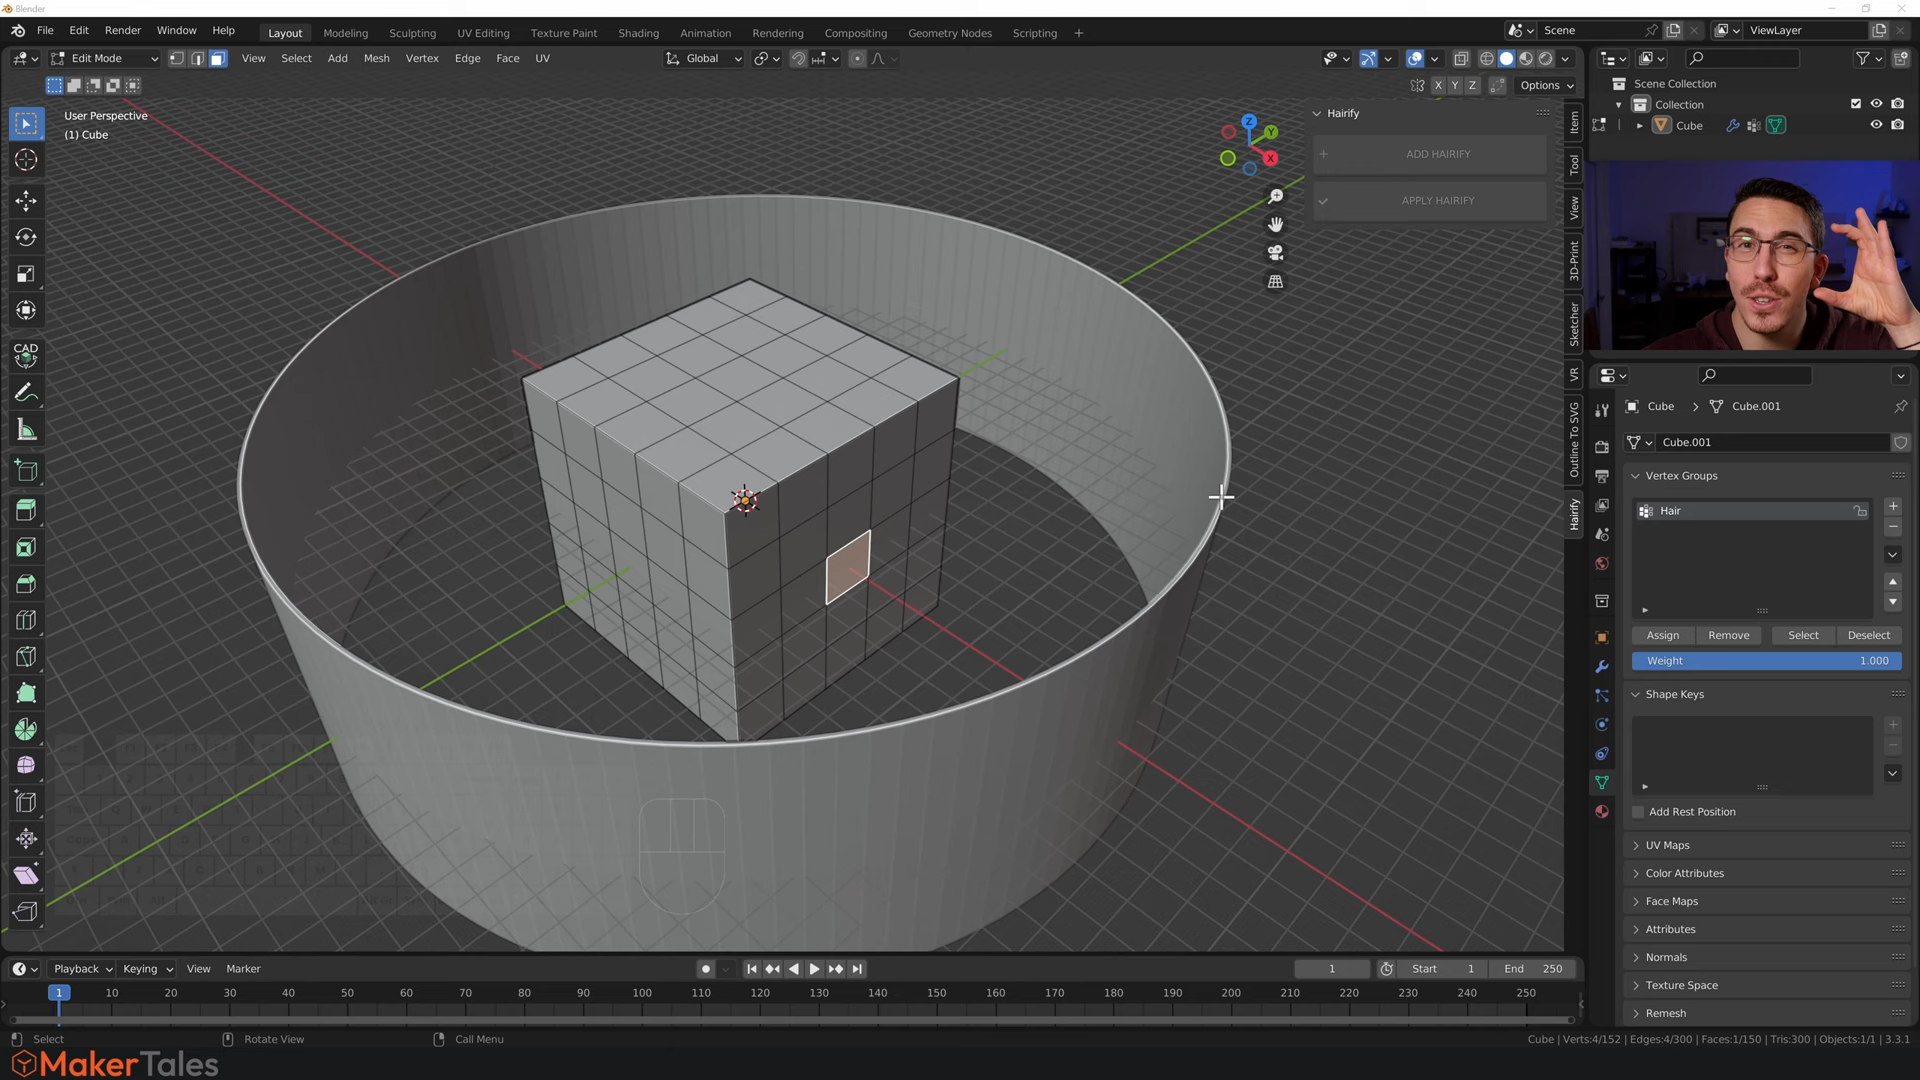 Blender
File Edit Render Window Help
Layout Modeling Sculpting UV Editing Texture Paint Shading Animation Rendering Compositing Geometry Nodes Scripting +
Scene
ViewLayer
Edit Mode
View Select Add Mesh Vertex Edge Face UV
Global
X Y Z
Options
User Perspective
(1) Cube
Z
Y
X
Hairify
ADD HAIRIFY
APPLY HAIRIFY
Item
Tool
View
3D-Print
Sketcher
VR
Outline To SVG
Hairify
CAD
Scene Collection
Collection
Cube
Cube > Cube.001
Cube.001
Vertex Groups
Hair
Assign Remove Select Deselect
Weight 1.000
Shape Keys
Add Rest Position
UV Maps
Color Attributes
Face Maps
Attributes
Normals
Texture Space
Remesh
Playback Keying View Marker
1
Start 1
End 250
1 10 20 30 40 50 60 70 80 90 100 110 120 130 140 150 160 170 180 190 200 210 220 230 240 250
Select
Rotate View
Call Menu
Cube | Verts:4/152 | Edges:4/300 | Faces:1/150 | Tris:300 | Objects:1/1 | 3.3.1
MakerTales